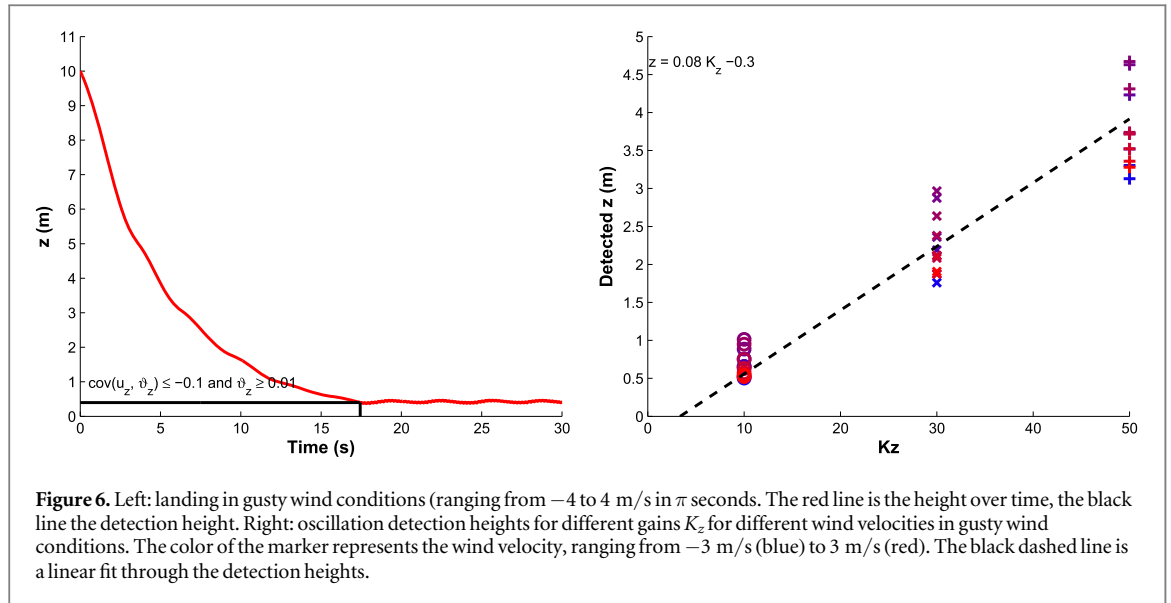 11
10
9
8
7
6
5
4
3
2
1
0
z (m)
cov(u_z, ϑ_z) ≤ −0.1 and ϑ_z ≥ 0.01
0 5 10 15 20 25 30
Time (s)
5
4.5
4
3.5
3
2.5
2
1.5
1
0.5
0
Detected z (m)
z = 0.08 K_z −0.3
0 10 20 30 40 50
Kz
Figure 6. Left: landing in gusty wind conditions (ranging from −4 to 4 m/s in π seconds. The red line is the height over time, the black
line the detection height. Right: oscillation detection heights for different gains K_z for different wind velocities in gusty wind
conditions. The color of the marker represents the wind velocity, ranging from −3 m/s (blue) to 3 m/s (red). The black dashed line is
a linear fit through the detection heights.